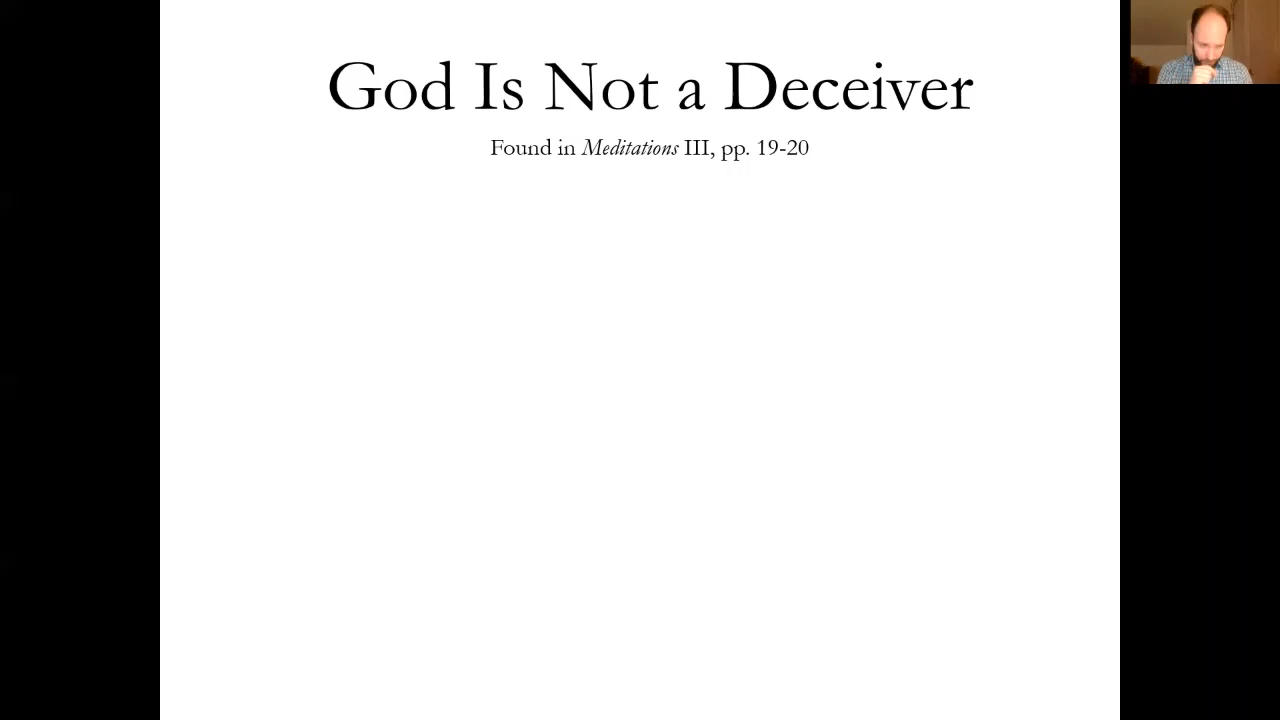 God Is Not a Deceiver
Found in Meditations III, pp. 19-20